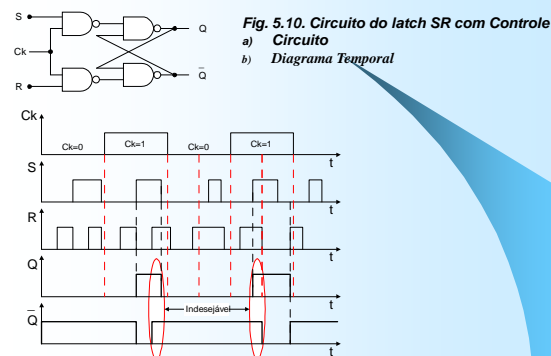 Fig. 5.10. Circuito do latch SR com Controle
a) Circuito
b) Diagrama Temporal
S
Q
Ck
Q
R
Ck
Ck=0 Ck=1 Ck=0 Ck=1
t
S
t
R
t
Q
t
Indesejável
Q
t